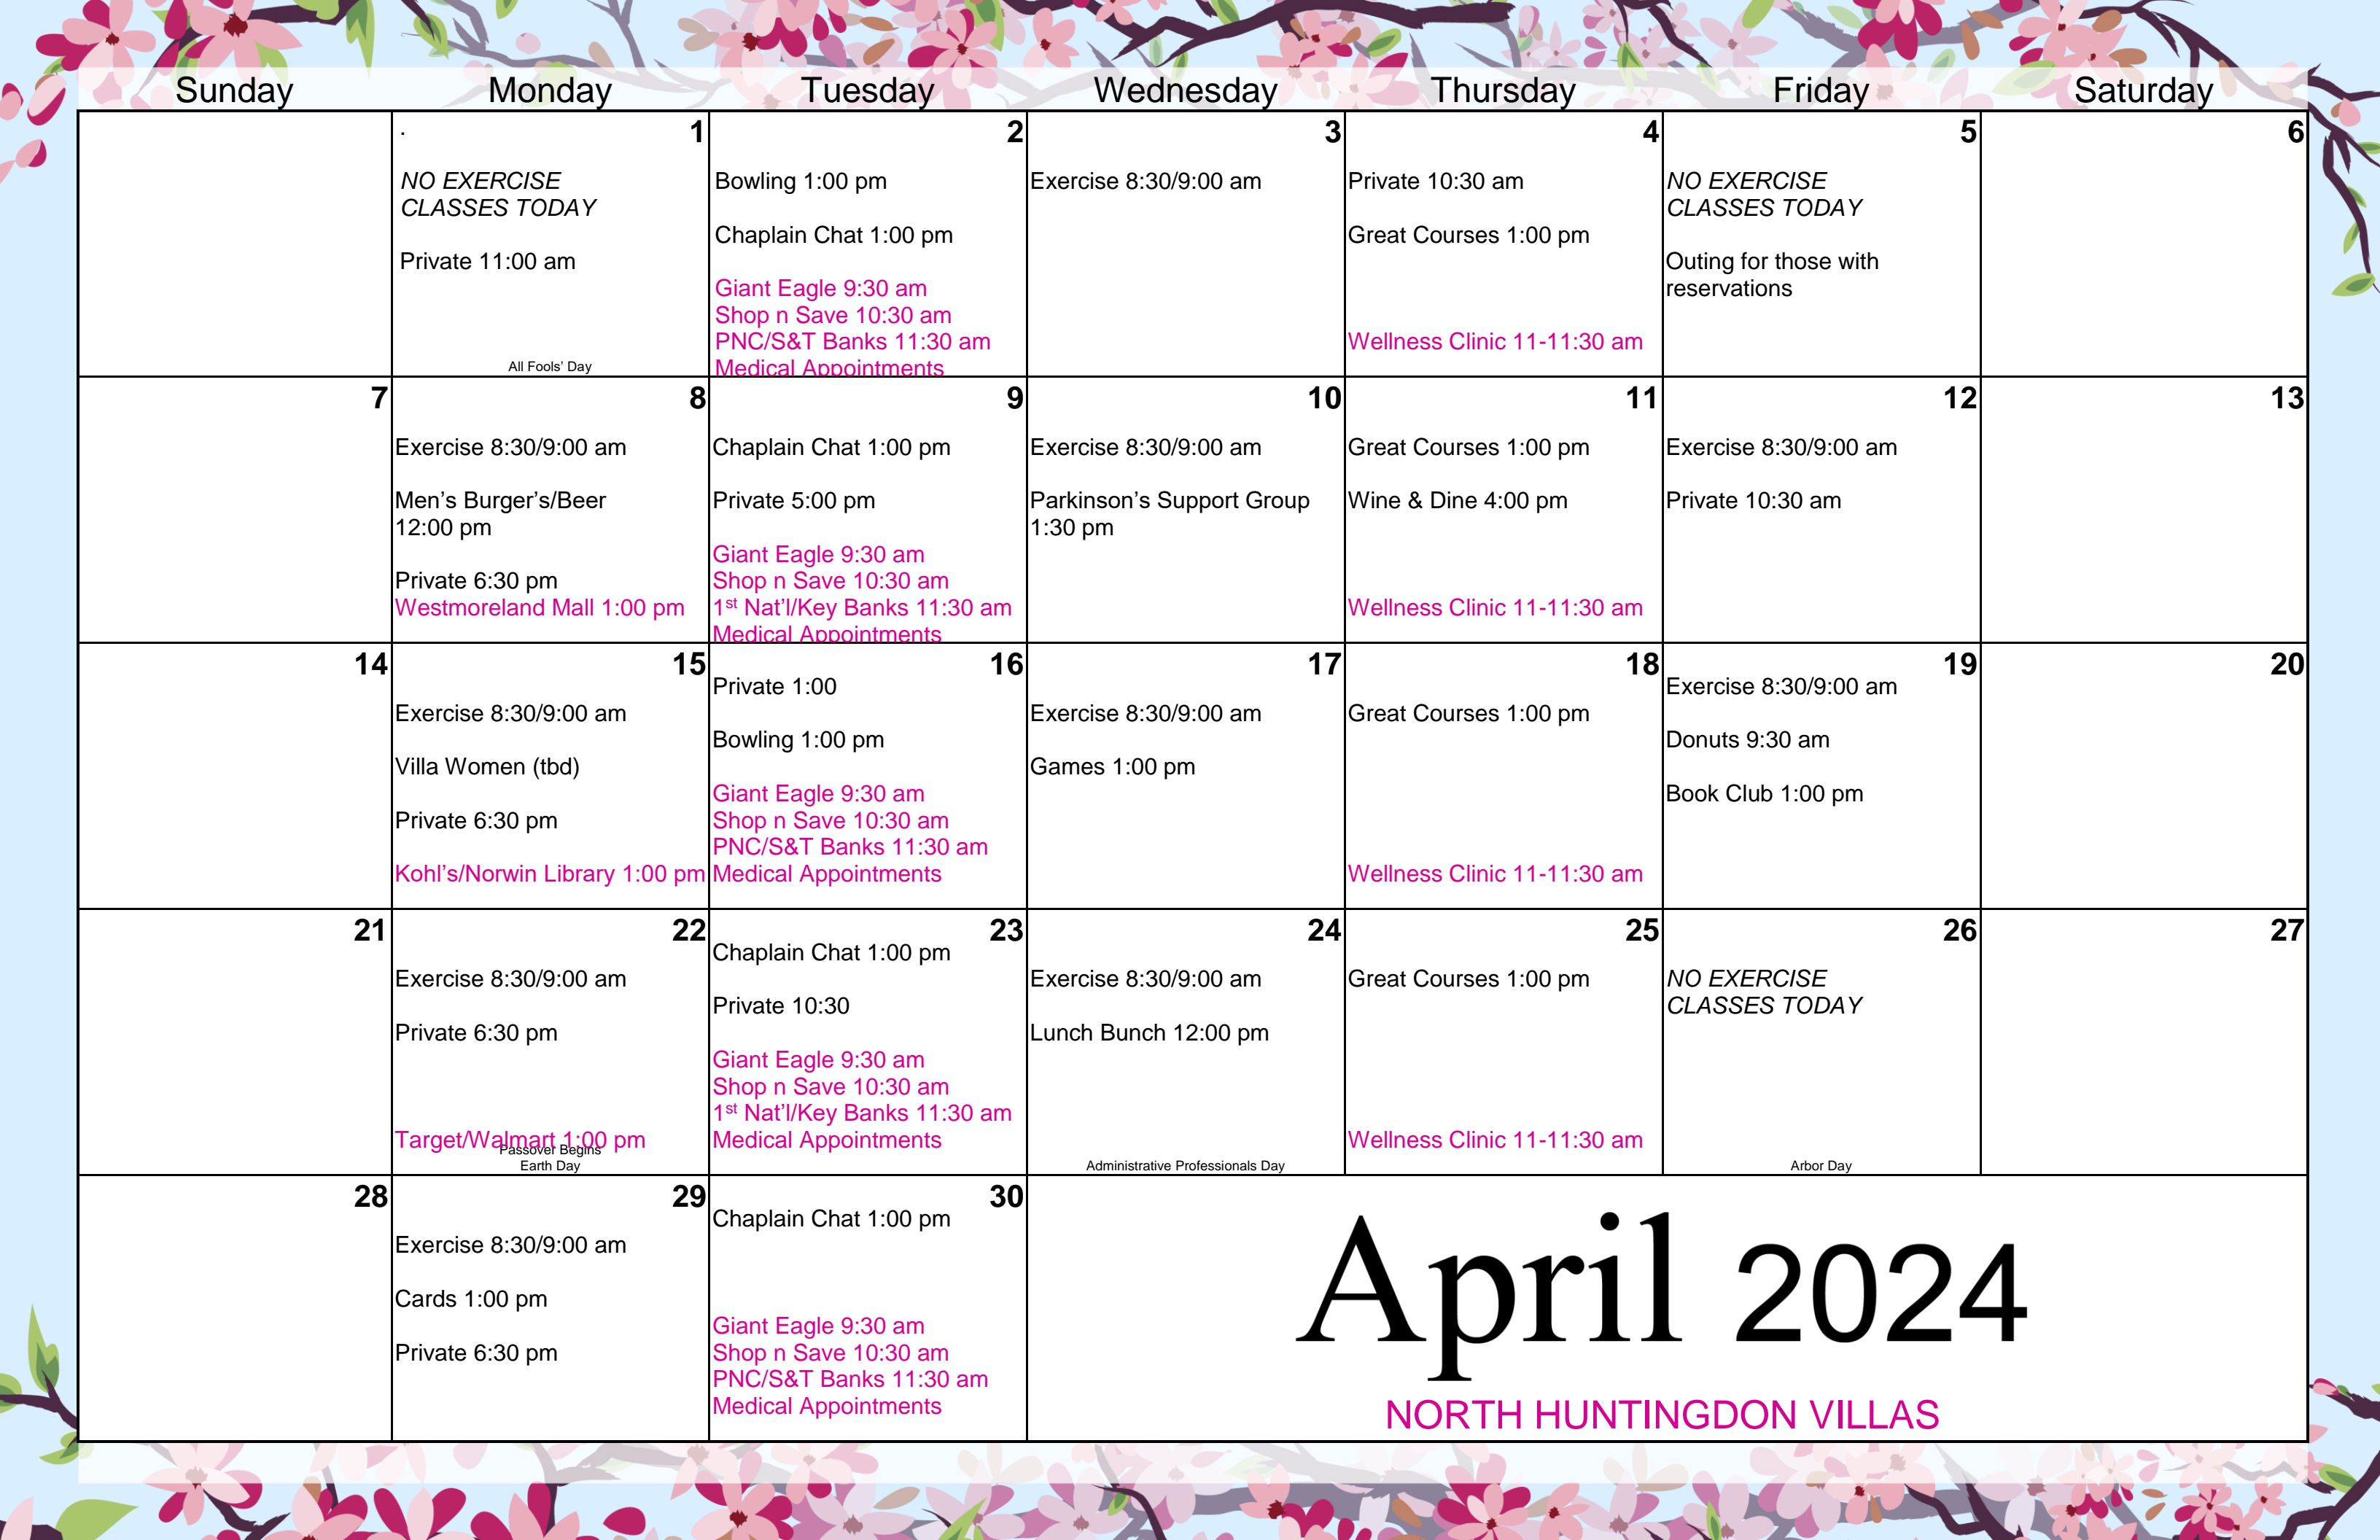 Sunday Monday Tuesday Wednesday Thursday Friday Saturday
.
1
NO EXERCISE
CLASSES TODAY
Private 11:00 am
All Fools’ Day
2
Bowling 1:00 pm
Chaplain Chat 1:00 pm
Giant Eagle 9:30 am
Shop n Save 10:30 am
PNC/S&T Banks 11:30 am
Medical Appointments
3
Exercise 8:30/9:00 am
4
Private 10:30 am
Great Courses 1:00 pm
Wellness Clinic 11-11:30 am
5
NO EXERCISE
CLASSES TODAY
Outing for those with
reservations
6
7
8
Exercise 8:30/9:00 am
Men’s Burger’s/Beer
12:00 pm
Private 6:30 pm
Westmoreland Mall 1:00 pm
9
Chaplain Chat 1:00 pm
Private 5:00 pm
Giant Eagle 9:30 am
Shop n Save 10:30 am
1st Nat’l/Key Banks 11:30 am
Medical Appointments
10
Exercise 8:30/9:00 am
Parkinson’s Support Group
1:30 pm
11
Great Courses 1:00 pm
Wine & Dine 4:00 pm
Wellness Clinic 11-11:30 am
12
Exercise 8:30/9:00 am
Private 10:30 am
13
14
15
Exercise 8:30/9:00 am
Villa Women (tbd)
Private 6:30 pm
Kohl’s/Norwin Library 1:00 pm
16
Private 1:00
Bowling 1:00 pm
Giant Eagle 9:30 am
Shop n Save 10:30 am
PNC/S&T Banks 11:30 am
Medical Appointments
17
Exercise 8:30/9:00 am
Games 1:00 pm
18
Great Courses 1:00 pm
Wellness Clinic 11-11:30 am
19
Exercise 8:30/9:00 am
Donuts 9:30 am
Book Club 1:00 pm
20
21
22
Exercise 8:30/9:00 am
Private 6:30 pm
Target/Walmart 1:00 pm
Passover Begins
Earth Day
23
Chaplain Chat 1:00 pm
Private 10:30
Giant Eagle 9:30 am
Shop n Save 10:30 am
1st Nat’l/Key Banks 11:30 am
Medical Appointments
24
Exercise 8:30/9:00 am
Lunch Bunch 12:00 pm
Administrative Professionals Day
25
Great Courses 1:00 pm
Wellness Clinic 11-11:30 am
26
NO EXERCISE
CLASSES TODAY
Arbor Day
27
28
29
Exercise 8:30/9:00 am
Cards 1:00 pm
Private 6:30 pm
30
Chaplain Chat 1:00 pm
Giant Eagle 9:30 am
Shop n Save 10:30 am
PNC/S&T Banks 11:30 am
Medical Appointments
April 2024
NORTH HUNTINGDON VILLAS